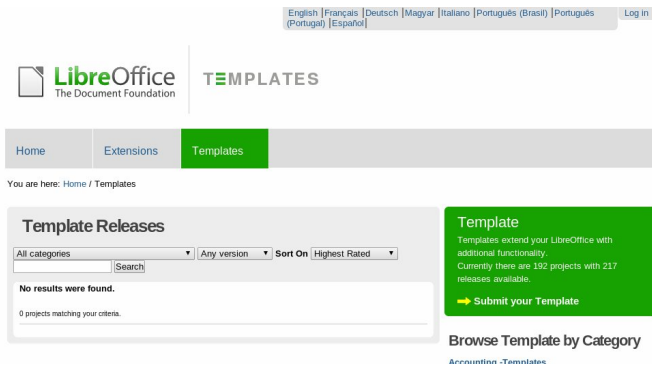 English |Français |Deutsch |Magyar |Italiano |Português (Brasil) |Português
(Portugal) |Español|
Log in
LibreOffice
The Document Foundation
TEMPLATES
Home
Extensions
Templates
You are here: Home / Templates
Template Releases
All categories Any version Sort On Highest Rated
Search
No results were found.
0 projects matching your criteria.
Template
Templates extend your LibreOffice with
additional functionality.
Currently there are 192 projects with 217
releases available.
Submit your Template
Browse Template by Category
Accounting -Templates